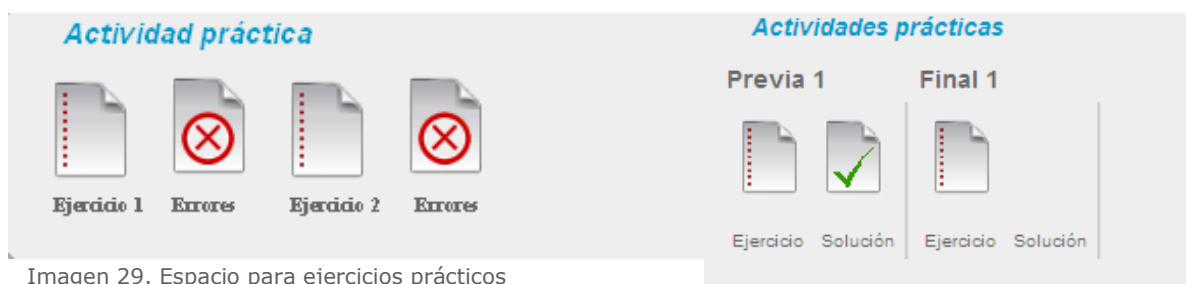 Actividad práctica
Ejercicio 1 Errores Ejercicio 2 Errores
Imagen 29. Espacio para ejercicios prácticos
Actividades prácticas
Previa 1 Final 1
Ejercicio Solución Ejercicio Solución